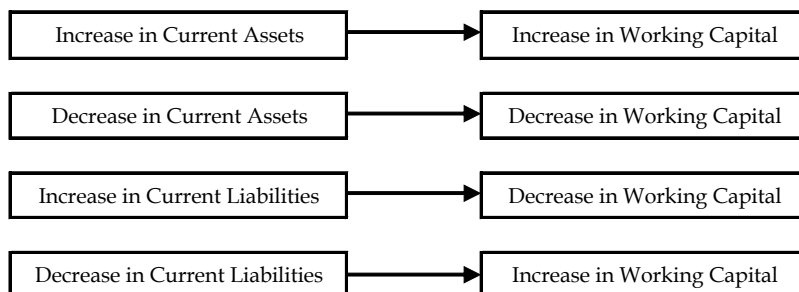 Increase in Current Assets
Increase in Working Capital
Decrease in Current Assets
Decrease in Working Capital
Increase in Current Liabilities
Decrease in Working Capital
Decrease in Current Liabilities
Increase in Working Capital